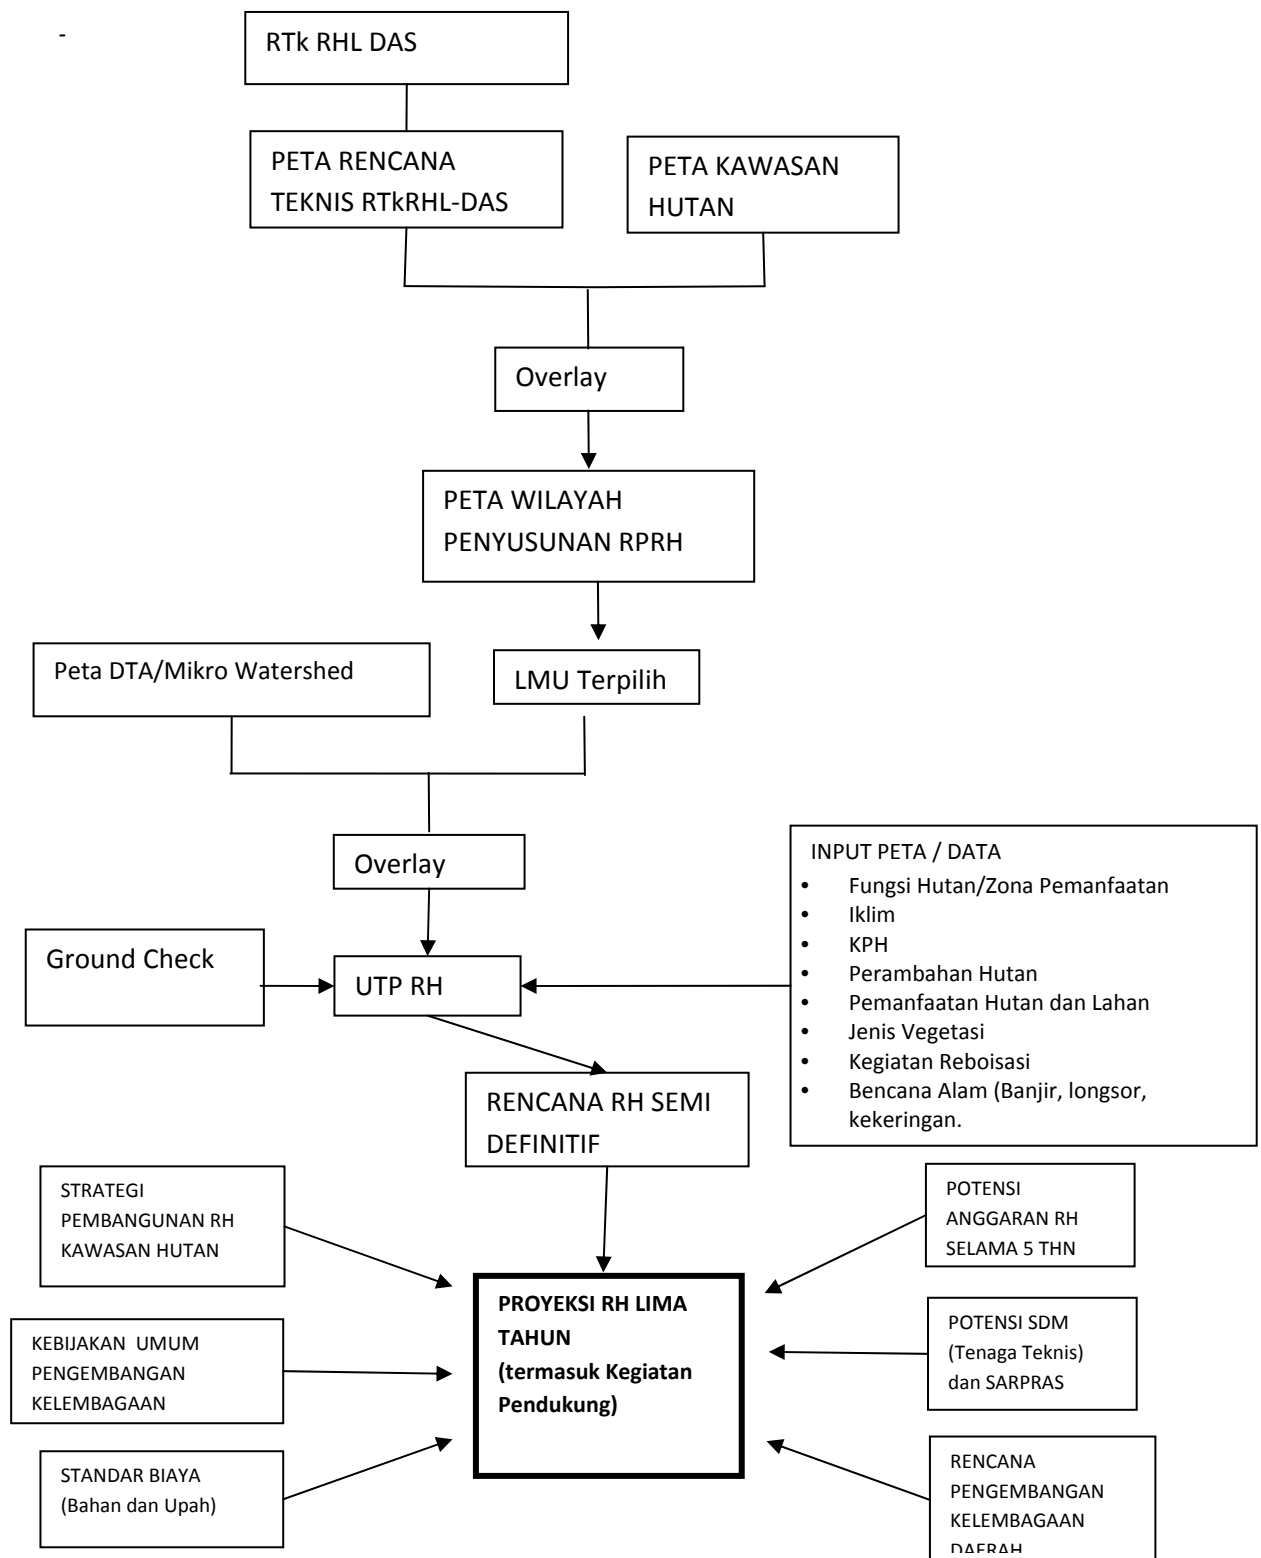 -
RTk RHL DAS
PETA RENCANA
TEKNIS RTkRHL-DAS
PETA KAWASAN
HUTAN
Overlay
PETA WILAYAH
PENYUSUNAN RPRH
Peta DTA/Mikro Watershed
LMU Terpilih
Overlay
INPUT PETA / DATA
• Fungsi Hutan/Zona Pemanfaatan
• Iklim
• KPH
• Perambahan Hutan
• Pemanfaatan Hutan dan Lahan
• Jenis Vegetasi
• Kegiatan Reboisasi
• Bencana Alam (Banjir, longsor,
kekeringan.
Ground Check
UTP RH
RENCANA RH SEMI
DEFINITIF
STRATEGI
PEMBANGUNAN RH
KAWASAN HUTAN
POTENSI
ANGGARAN RH
SELAMA 5 THN
PROYEKSI RH LIMA
TAHUN
(termasuk Kegiatan
Pendukung)
KEBIJAKAN UMUM
PENGEMBANGAN
KELEMBAGAAN
POTENSI SDM
(Tenaga Teknis)
dan SARPRAS
STANDAR BIAYA
(Bahan dan Upah)
RENCANA
PENGEMBANGAN
KELEMBAGAAN
DAERAH